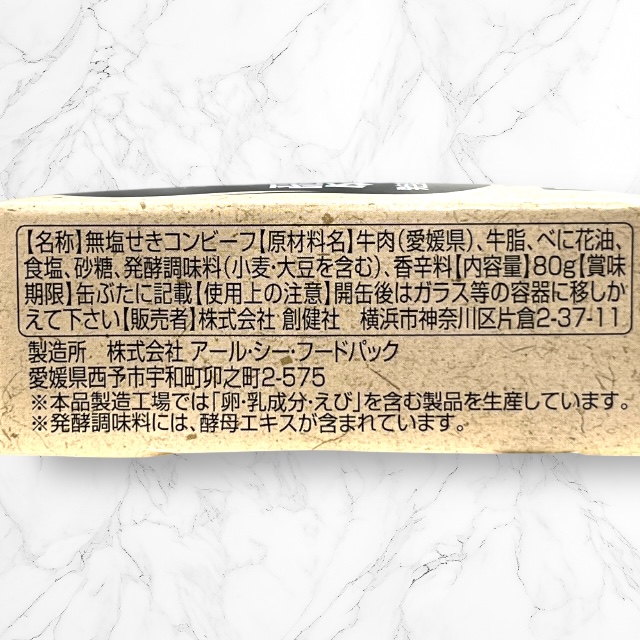 【名称】無塩せきコンビーフ【原材料名】牛肉（愛媛県）、牛脂、べに花油、
食塩、砂糖、発酵調味料（小麦・大豆を含む）、香辛料【内容量】80g【賞味
期限】缶ぶたに記載【使用上の注意】開缶後はガラス等の容器に移しか
えて下さい【販売者】株式会社 創健社　横浜市神奈川区片倉2-37-11
製造所　株式会社 アール・シー・フードパック
愛媛県西予市宇和町卯之町2-575
※本品製造工場では「卵・乳成分・えび」を含む製品を生産しています。
※発酵調味料には、酵母エキスが含まれています。